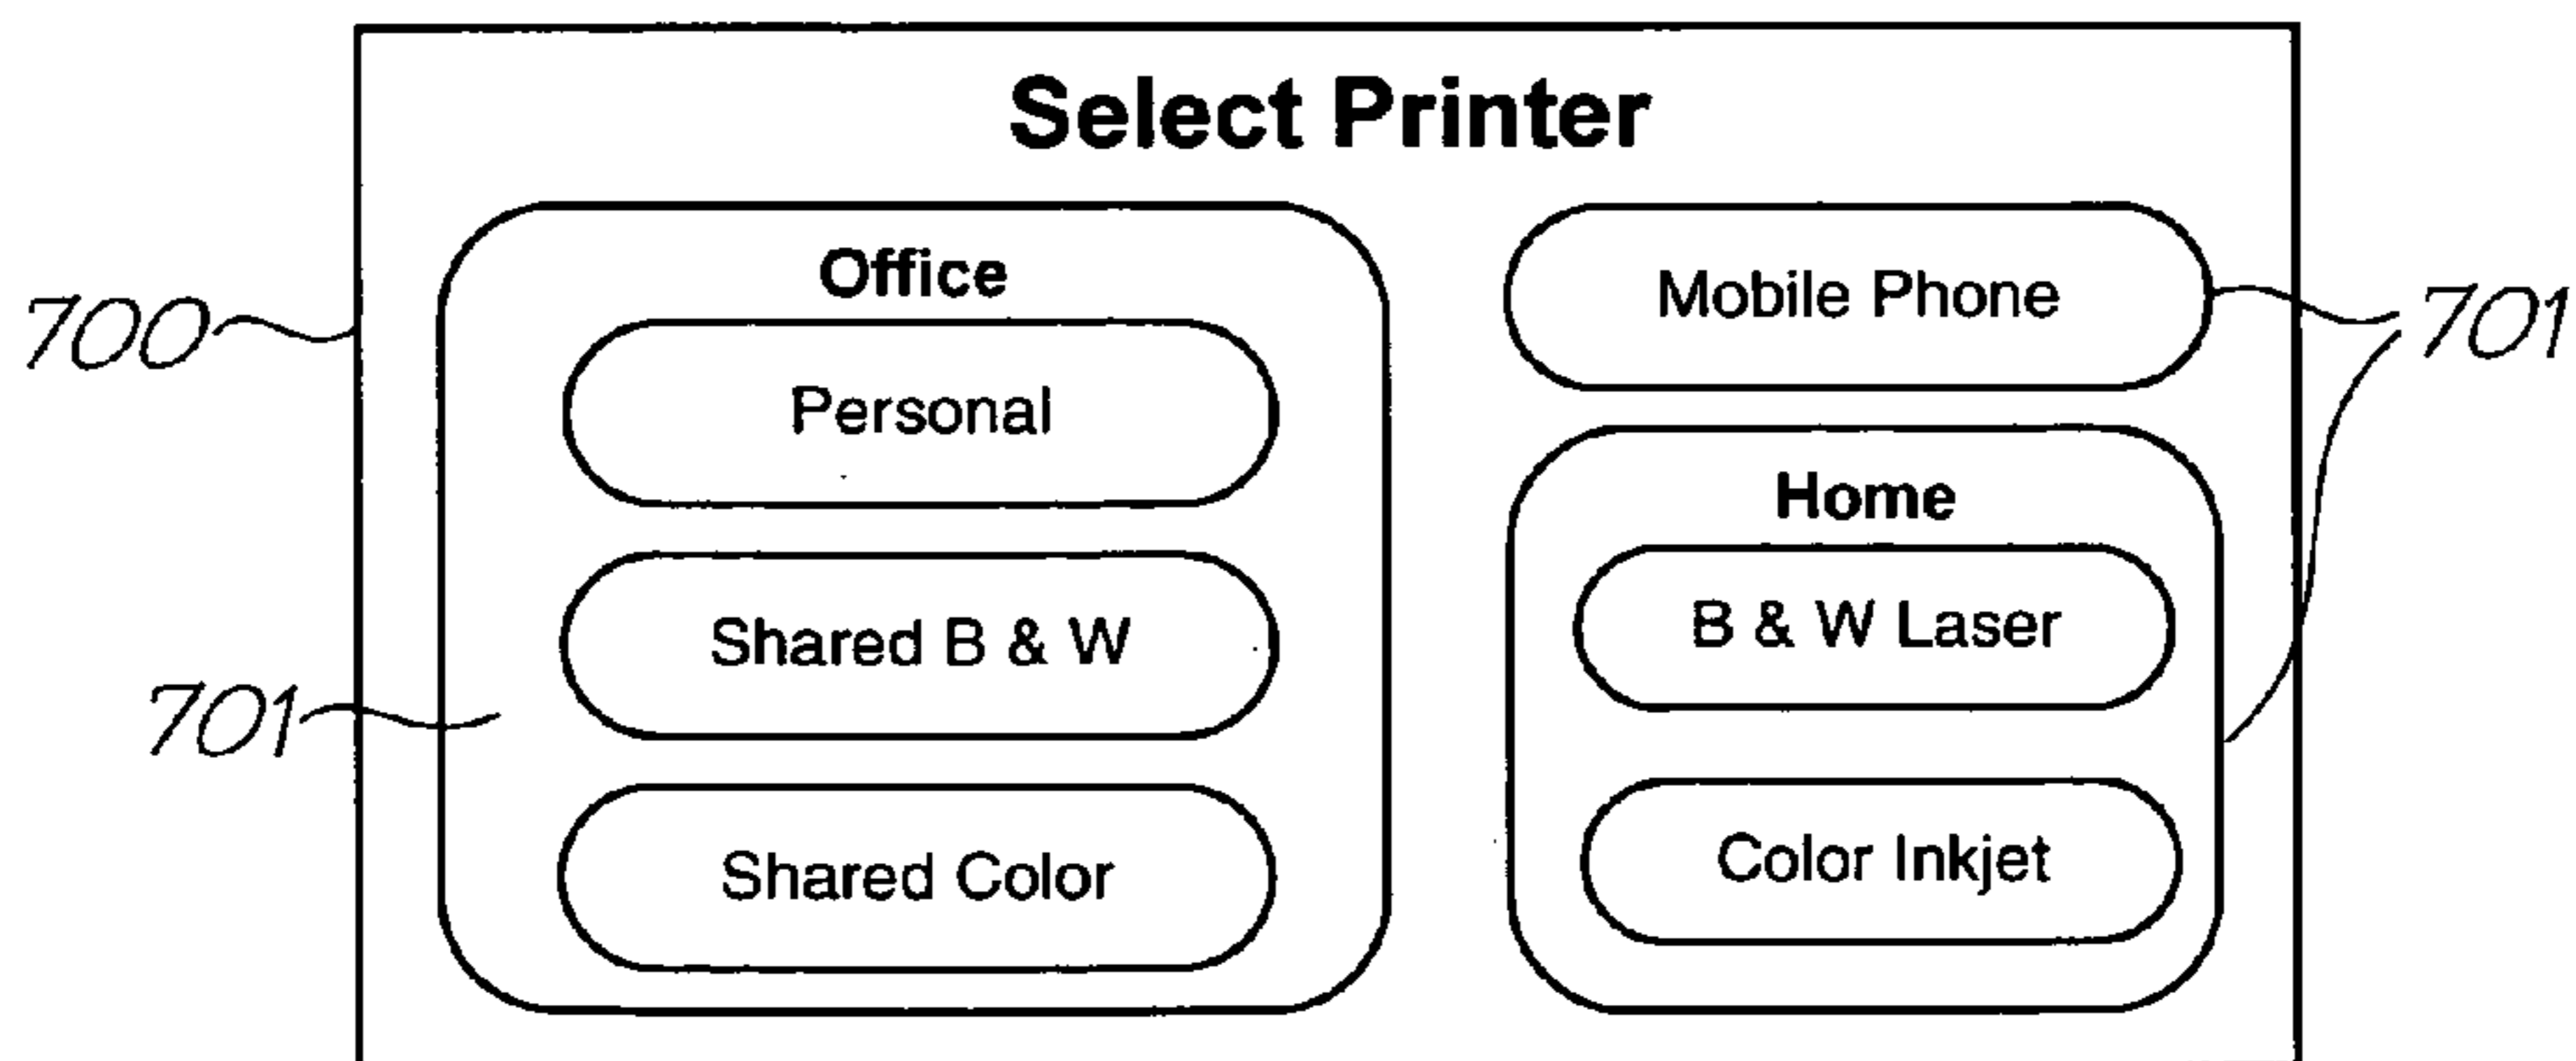 Select Printer
Office
Personal
Shared B & W
Shared Color
Mobile Phone
Home
B & W Laser
Color Inkjet
700
701
701